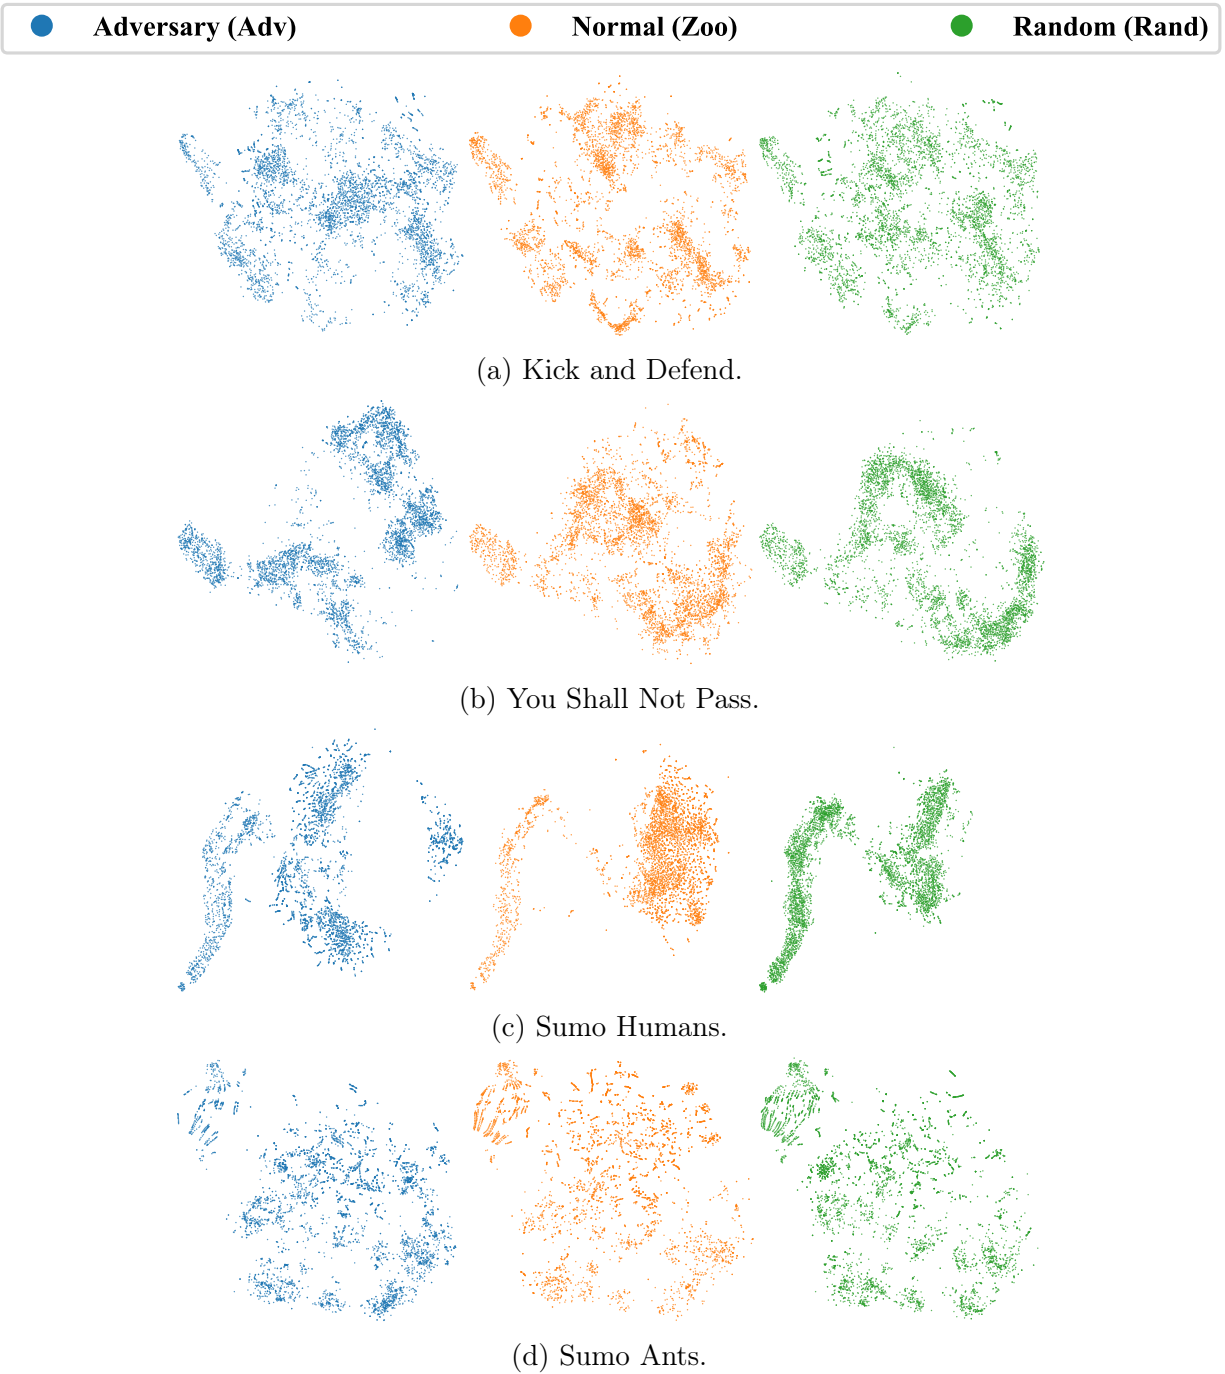 Adversary (Adv) Normal (Zoo) Random (Rand)
(a) Kick and Defend.
(b) You Shall Not Pass.
(c) Sumo Humans.
(d) Sumo Ants.